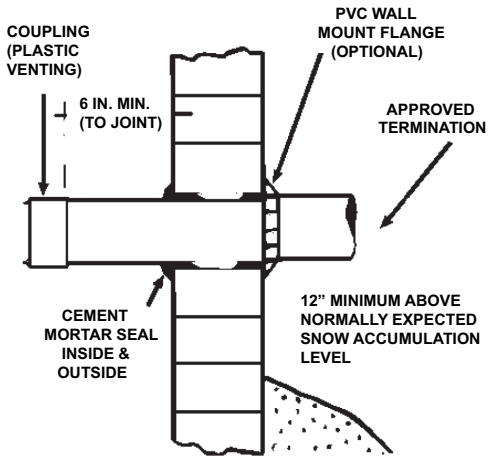 COUPLING
(PLASTIC
VENTING)
6 IN. MIN.
(TO JOINT)
PVC WALL
MOUNT FLANGE
(OPTIONAL)
APPROVED
TERMINATION
CEMENT
MORTAR SEAL
INSIDE &
OUTSIDE
12” MINIMUM ABOVE
NORMALLY EXPECTED
SNOW ACCUMULATION
LEVEL